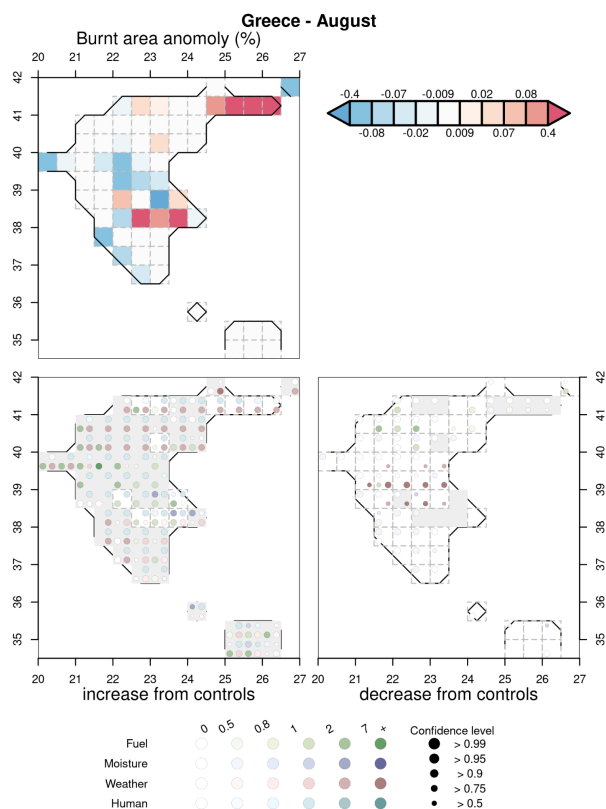 Greece - August
Burnt area anomoly (%)
20 21 22 23 24 25 26 27
42
41
40
39
38
37
36
35
-0.4 -0.07 -0.009 0.02 0.08
-0.08 -0.02 0.009 0.07 0.4
42 42
41 41
40 40
39 39
38 38
37 37
36 36
35 35
20 21 22 23 24 25 26 27 20 21 22 23 24 25 26 27
increase from controls decrease from controls
0 0.5 0.8 1 2 7 +
Confidence level
Fuel
Moisture
Weather
Human
> 0.99
> 0.95
> 0.9
> 0.75
> 0.5